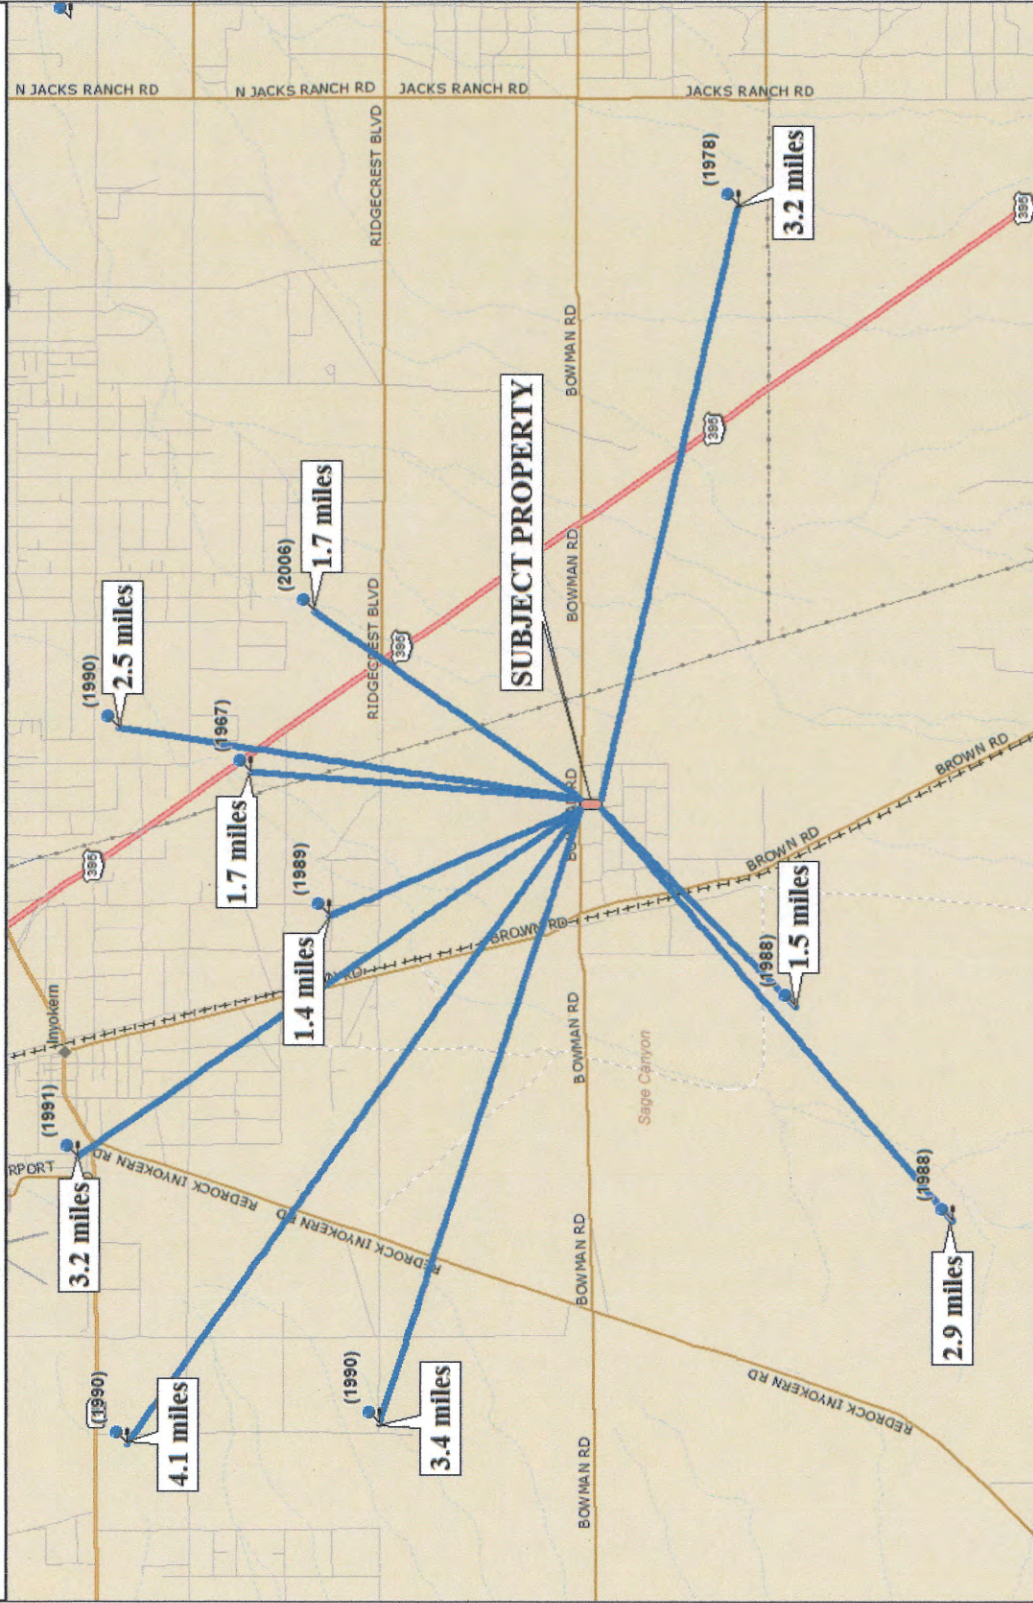 N JACKS RANCH RD
N JACKS RANCH RD
JACKS RANCH RD
JACKS RANCH RD
RIDGECREST BLVD
(1978)
3.2 miles
395
BOWMAN RD
SUBJECT PROPERTY
395
(2006)
1.7 miles
BOWMAN RD
RIDGECREST BLVD
395
(1990)
2.5 miles
(1967)
1.7 miles
RD
BROWN RD
BROWN RD
395
(1989)
1.4 miles
BROWN RD
RD
(1988)
1.5 miles
Inyokern
BOWMAN RD
Sage Canyon
(1991)
3.2 miles
RPORT
REDROCK INYOKERN RD
REDROCK INYOKERN RD
BOWMAN RD
(1988)
2.9 miles
(1990)
4.1 miles
(1990)
3.4 miles
REDROCK INYOKERN RD
BOWMAN RD